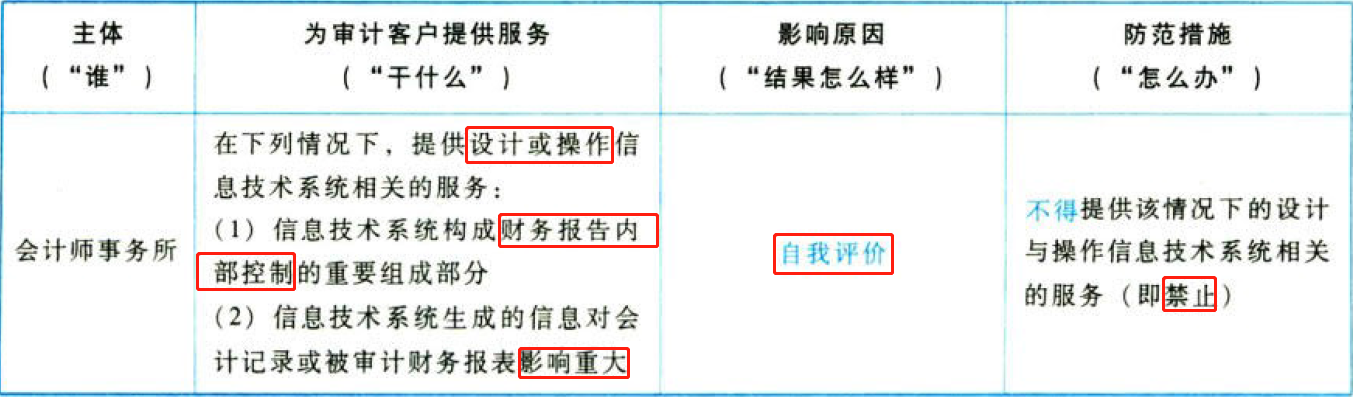 主体
（“谁”）
为审计客户提供服务
（“干什么”）
影响原因
（“结果怎么样”）
防范措施
（“怎么办”）
会计师事务所
在下列情况下，提供设计或操作信
息技术系统相关的服务：
（1）信息技术系统构成财务报告内
部控制的重要组成部分
（2）信息技术系统生成的信息对会
计记录或被审计财务报表影响重大
自我评价
不得提供该情况下的设计
与操作信息技术系统相关
的服务（即禁止）